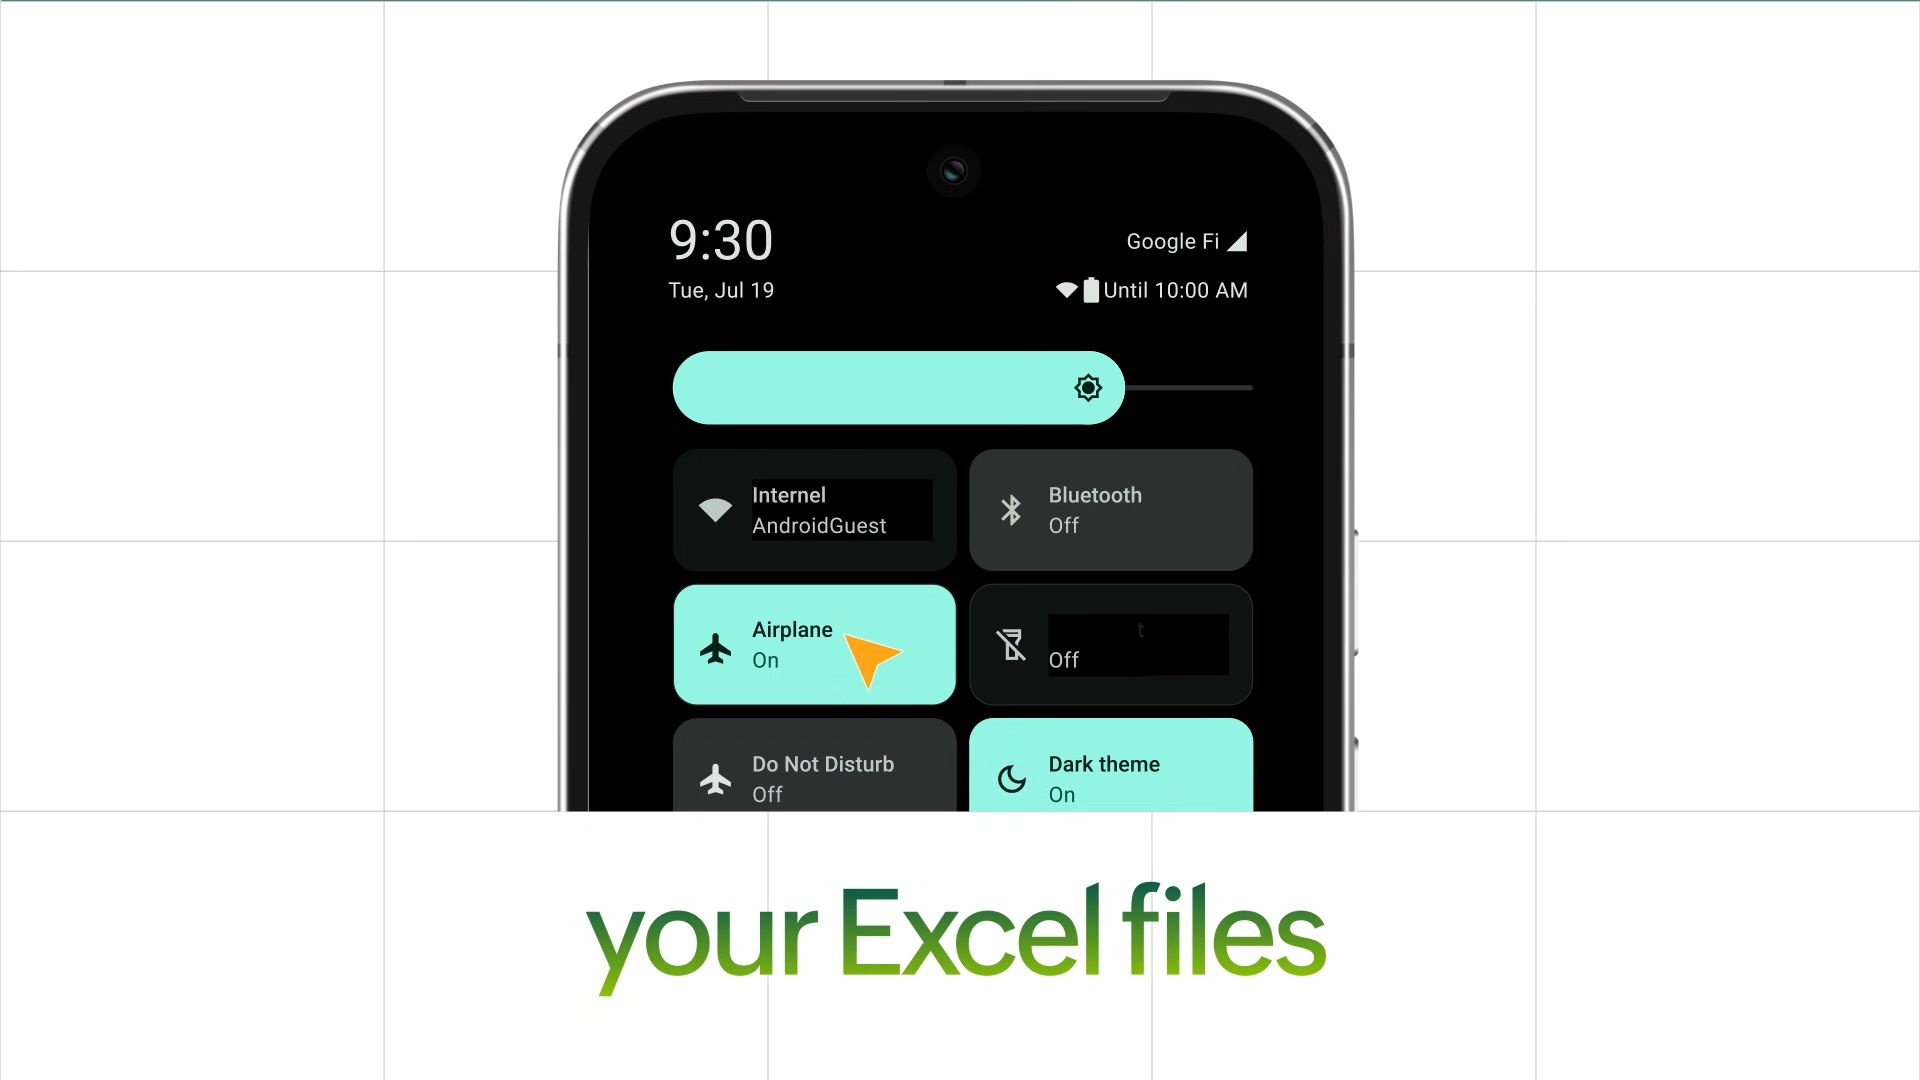 9:30
Google Fi
Tue, Jul 19
Until 10:00 AM
Internel
AndroidGuest
Bluetooth
Off
Airplane
On
t
Off
Do Not Disturb
Off
Dark theme
On
your Excel files